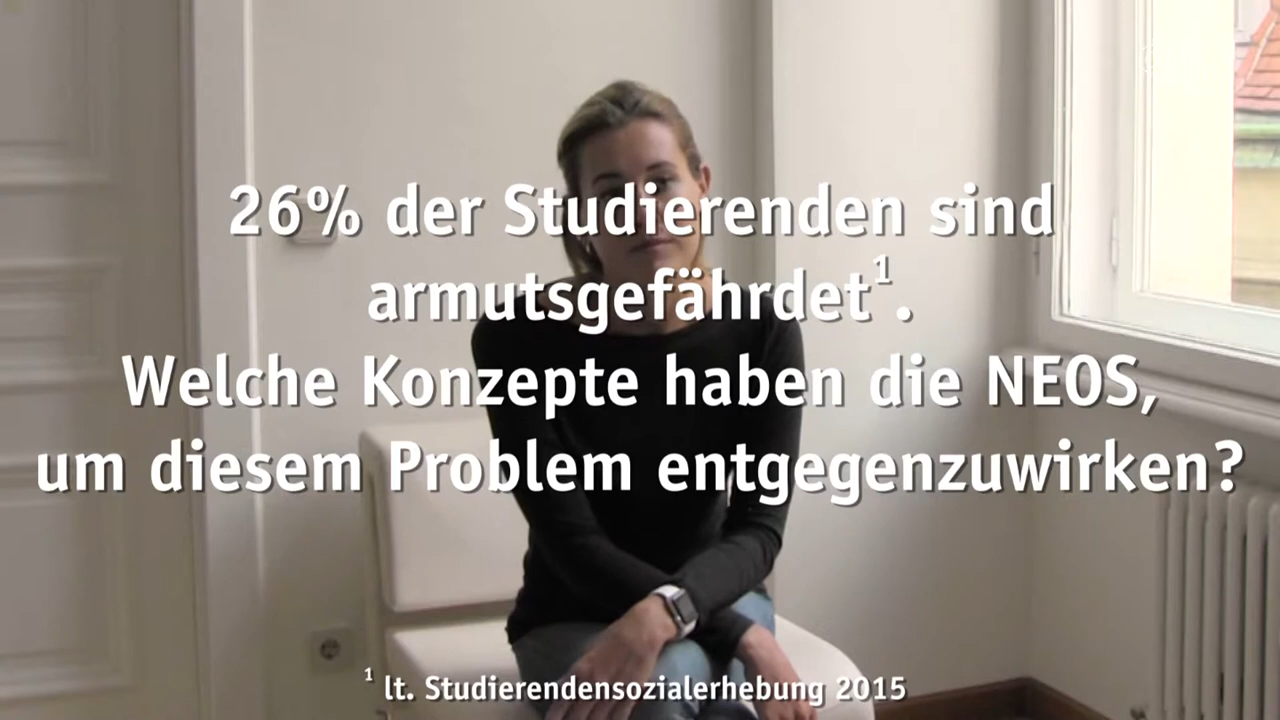 26% der Studierenden sind
armutsgefährdet¹.
Welche Konzepte haben die NEOS,
um diesem Problem entgegenzuwirken?
¹ lt. Studierendensozialerhebung 2015